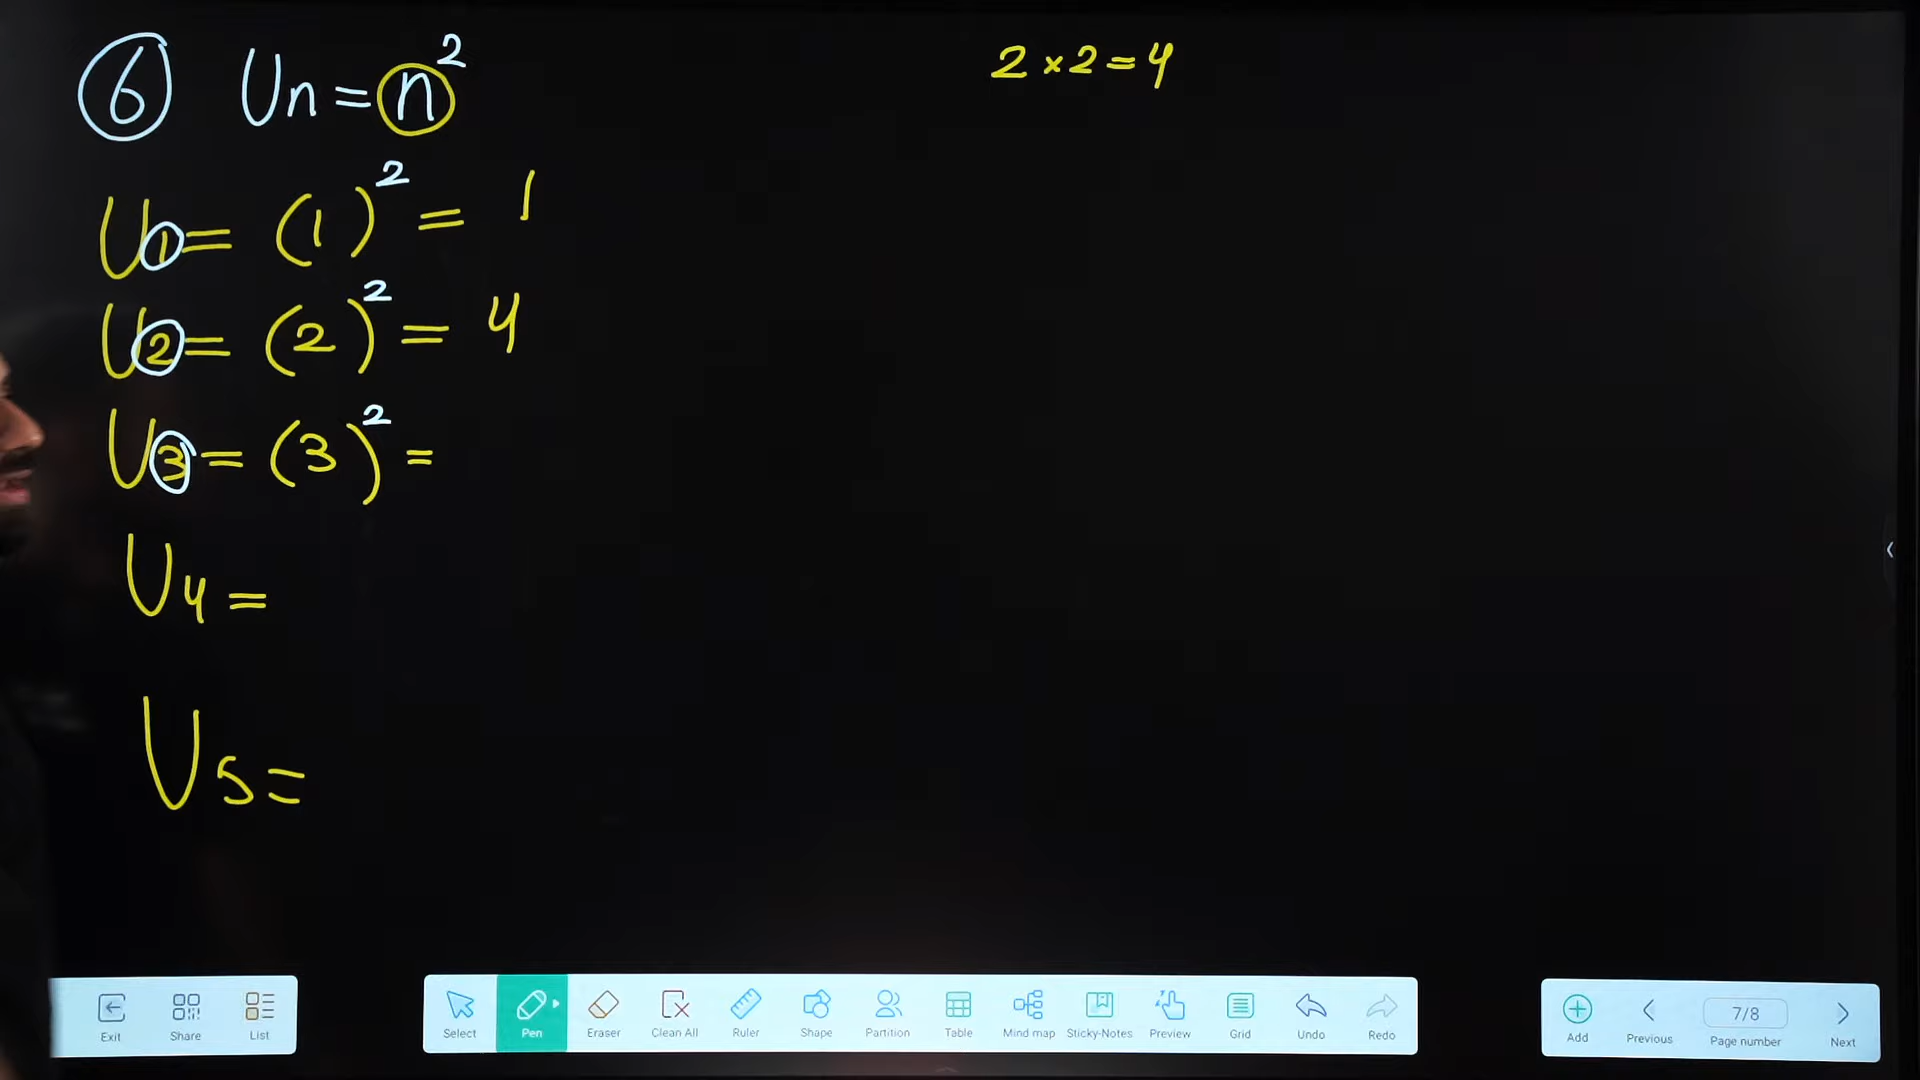 ⑥ Un = n²
2 × 2 = 4
U1 = (1)² = 1
U2 = (2)² = 4
U3 = (3)² =
U4 =
U5 =
Exit Share List
Select Pen Eraser Clean All Ruler Shape Partition Table Mind map Sticky-Notes Preview Grid Undo Redo
Add Previous 7/8 Page number Next